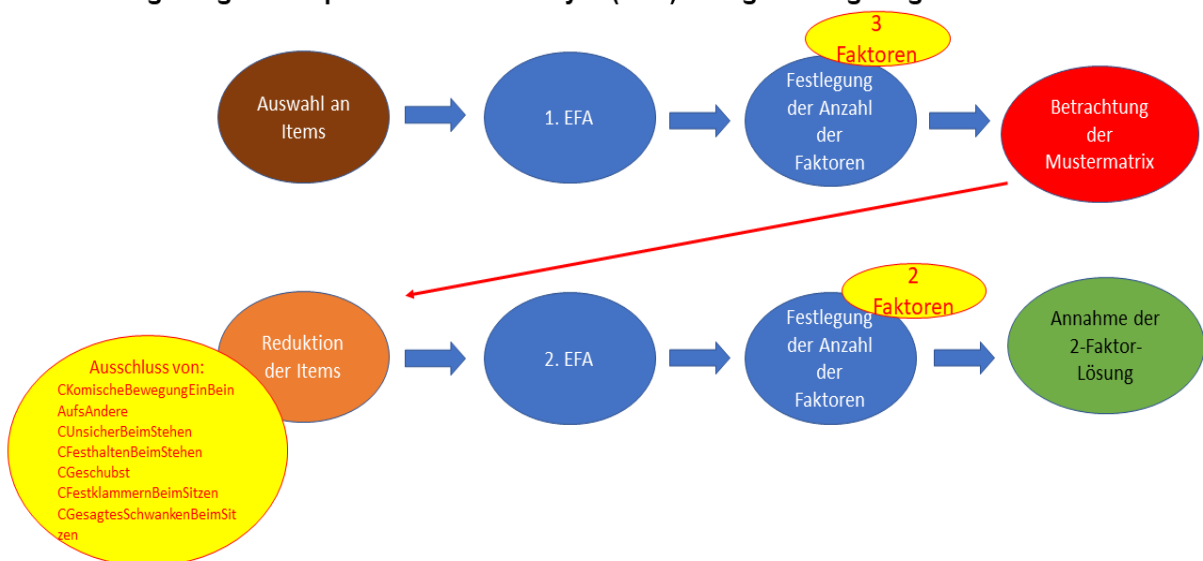 3
Faktoren
Auswahl an
Items
1. EFA
Festlegung
der Anzahl
der
Faktoren
Betrachtung
der
Mustermatrix
2
Faktoren
Reduktion
der Items
2. EFA
Festlegung
der Anzahl
der
Faktoren
Annahme der
2-Faktor-
Lösung
Ausschluss von:
CKomischeBewegungEinBein
AufsAndere
CUnsicherBeimStehen
CFesthaltenBeimStehen
CGeschubst
CFestklammernBeimSitzen
CGesagtesSchwankenBeimSit
zen